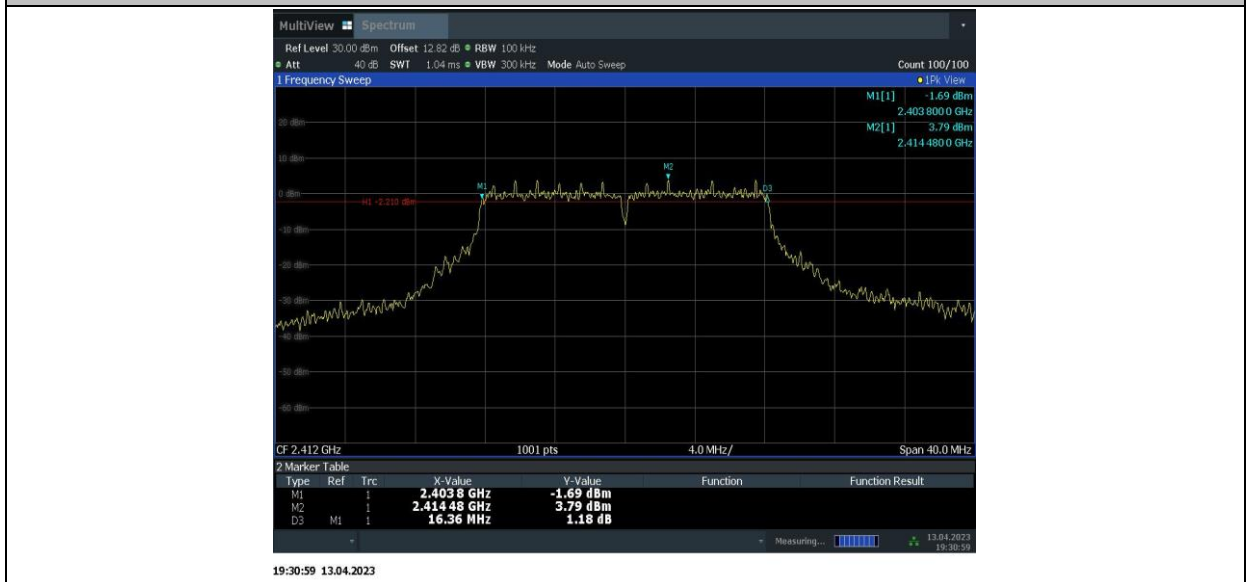 MultiView Spectrum
Ref Level 30.00 dBm Offset 12.82 dB RBW 100 kHz
Att 40 dB SWT 1.04 ms VBW 300 kHz Mode Auto Sweep Count 100/100
1 Frequency Sweep 1Pk View
M1[1] -1.69 dBm
2.403 800 0 GHz
M2[1] 3.79 dBm
2.414 480 0 GHz
20 dBm
10 dBm
M2
M1
D3
0 dBm
H1 -2.210 dBm
-10 dBm
-20 dBm
-30 dBm
-40 dBm
-50 dBm
-60 dBm
CF 2.412 GHz 1001 pts 4.0 MHz/ Span 40.0 MHz
2 Marker Table
Type Ref Trc X-Value Y-Value Function Function Result
M1 1 2.403 8 GHz -1.69 dBm
M2 1 2.414 48 GHz 3.79 dBm
D3 M1 1 16.36 MHz 1.18 dB
Measuring... 13.04.2023
19:30:59
19:30:59 13.04.2023